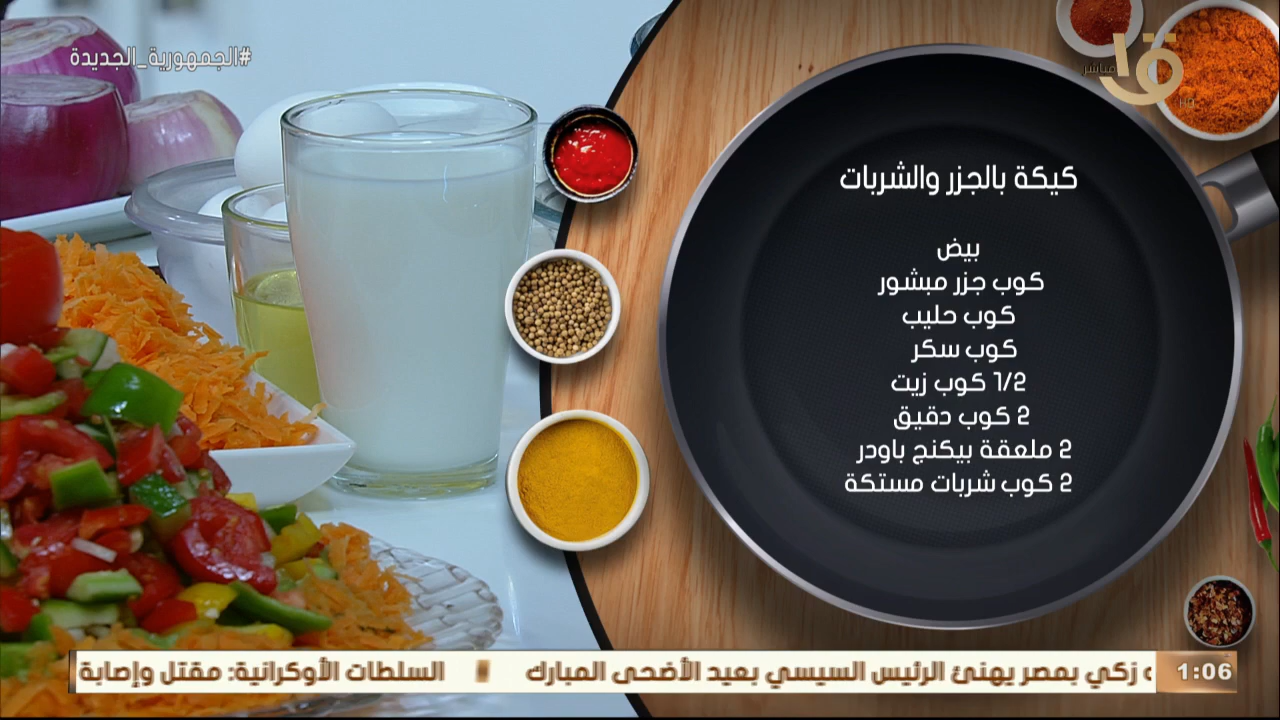 #الجمهورية_الجديدة
مباشر
HD
كيكة بالجزر والشربات
بيض
كوب جزر مبشور
كوب حليب
كوب سكر
1/2 كوب زيت
2 كوب دقيق
2 ملعقة بيكنج باودر
2 كوب شربات مستكة
1:06
زكي بمصر يهنئ الرئيس السيسي بعيد الأضحى المبارك
السلطات الأوكرانية: مقتل وإصابة